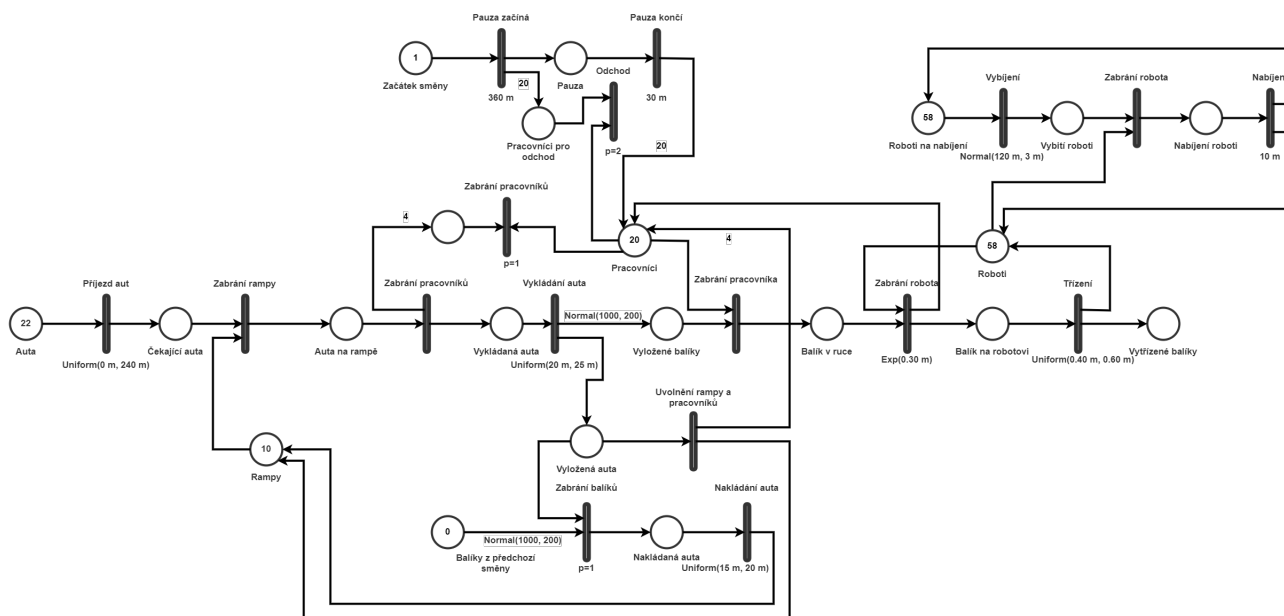 Pauza začíná
Pauza končí
1
Začátek směny
360 m
20
Pauza
Odchod
30 m
Pracovníci pro
odchod
p=2
20
Vybíjení
Zabrání robota
Nabíjen
58
Roboti na nabíjení
Normal(120 m, 3 m)
Vybití roboti
Nabíjení roboti
10 m
Zabrání pracovníků
4
p=1
20
Pracovníci
4
58
Roboti
Příjezd aut
Zabrání rampy
Zabrání pracovníků
Vykládání auta
Zabrání pracovníka
Zabrání robota
Třízení
22
Auta
Uniform(0 m, 240 m)
Čekající auta
Auta na rampě
Vykládaná auta
Normal(1000, 200)
Uniform(20 m, 25 m)
Vyložené balíky
Balík v ruce
Exp(0.30 m)
Balík na robotovi
Uniform(0.40 m, 0.60 m)
Vytřízené balíky
Uvolnění rampy a
pracovníků
10
Rampy
Vyložená auta
Zabrání balíků
Nakládání auta
0
Normal(1000, 200)
Balíky z předchozí
směny
p=1
Nakládaná auta
Uniform(15 m, 20 m)